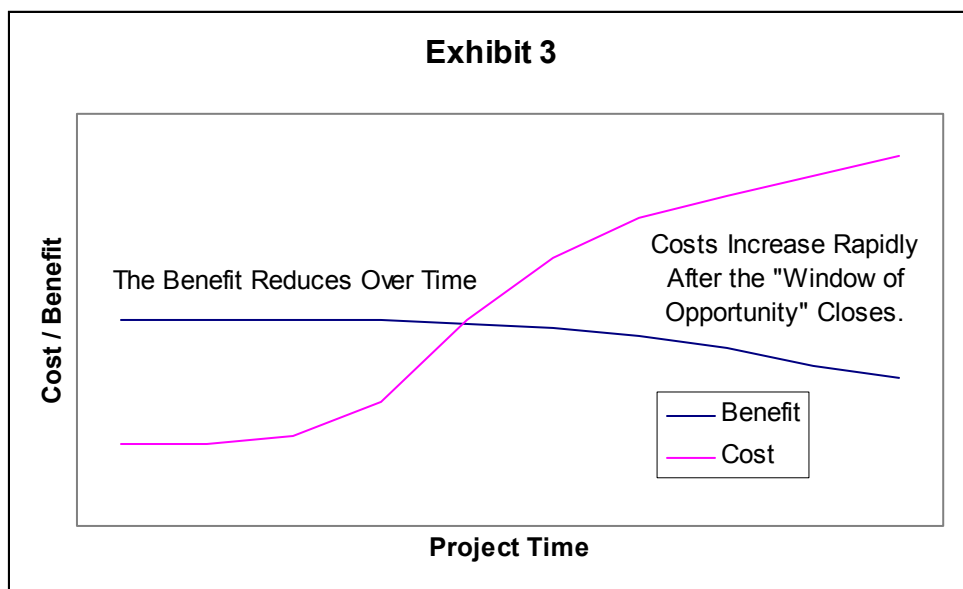 Exhibit 3
Cost / Benefit
The Benefit Reduces Over Time
Costs Increase Rapidly
After the "Window of
Opportunity" Closes.
Benefit
Cost
Project Time